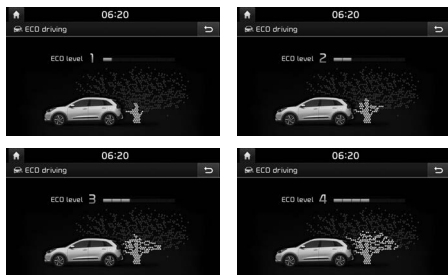 06:20
ECO driving
ECO level 1
06:20
ECO driving
ECO level 2
06:20
ECO driving
ECO level 3
06:20
ECO driving
ECO level 4